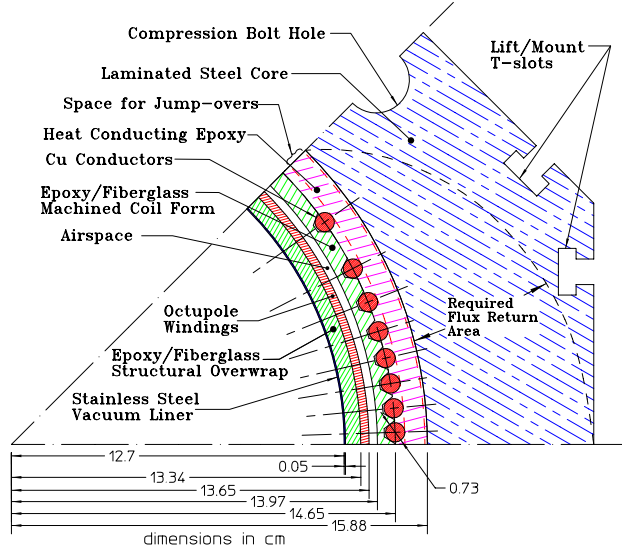 Compression Bolt Hole
Lift/Mount
T-slots
Laminated Steel Core
Space for Jump-overs
Heat Conducting Epoxy
Cu Conductors
Epoxy/Fiberglass
Machined Coil Form
Airspace
Octupole
Windings
Required
Flux Return
Area
Epoxy/Fiberglass
Structural Overwrap
Stainless Steel
Vacuum Liner
12.7
0.05
13.34
13.65
0.73
13.97
14.65
15.88
dimensions in cm